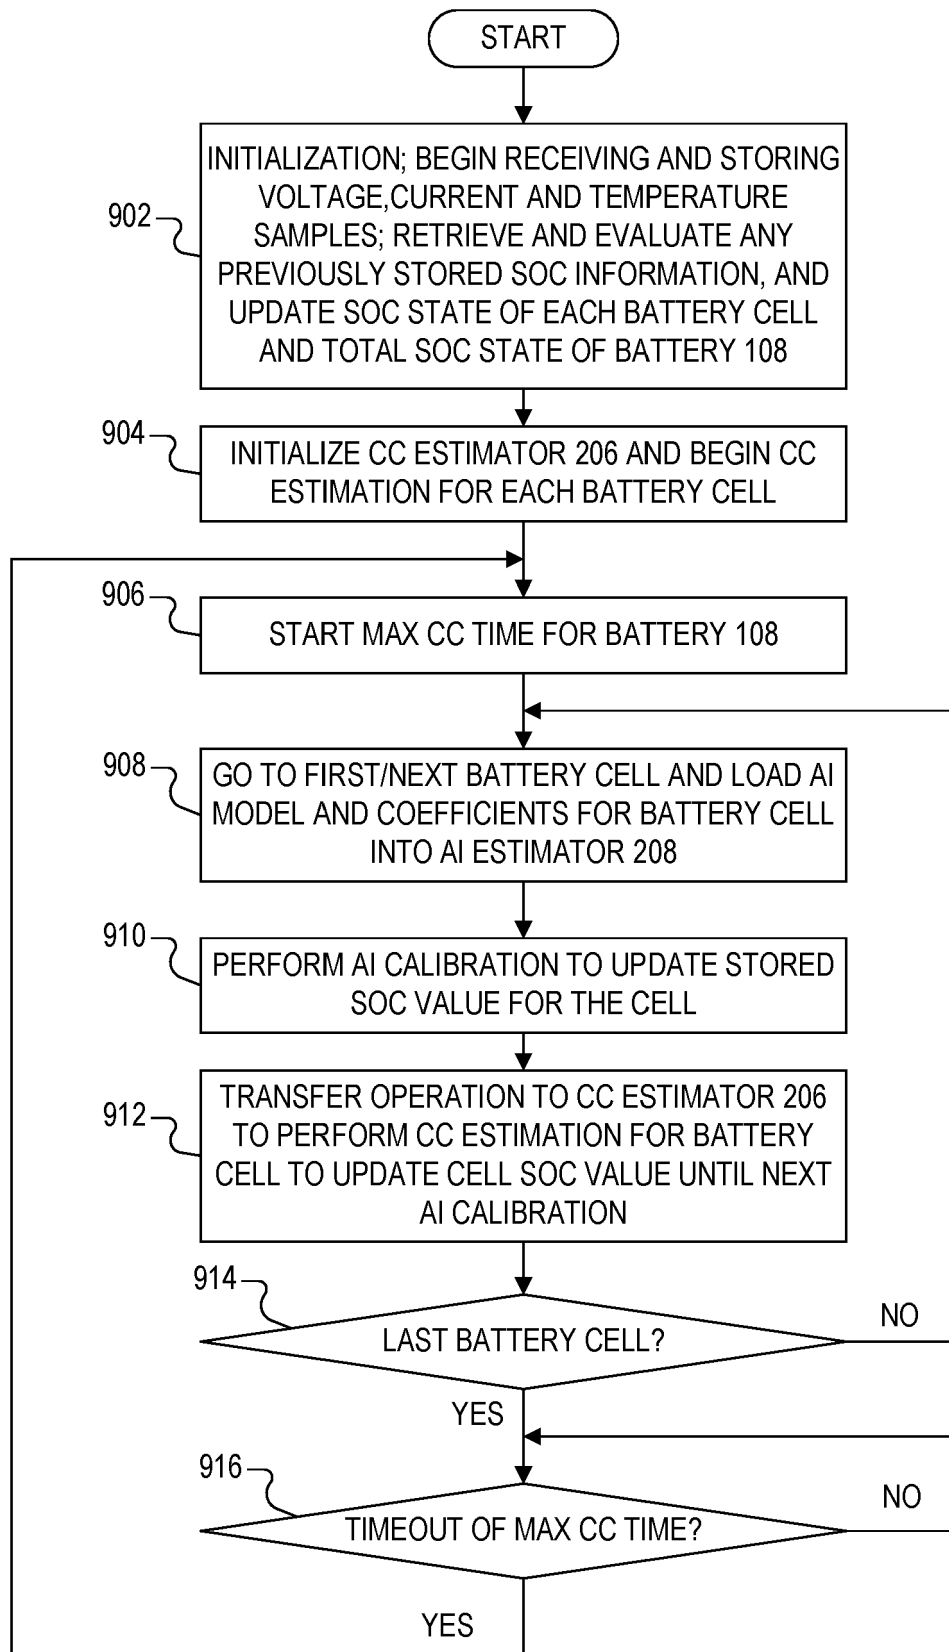 START
902
INITIALIZATION; BEGIN RECEIVING AND STORING
VOLTAGE,CURRENT AND TEMPERATURE
SAMPLES; RETRIEVE AND EVALUATE ANY
PREVIOUSLY STORED SOC INFORMATION, AND
UPDATE SOC STATE OF EACH BATTERY CELL
AND TOTAL SOC STATE OF BATTERY 108
904
INITIALIZE CC ESTIMATOR 206 AND BEGIN CC
ESTIMATION FOR EACH BATTERY CELL
906
START MAX CC TIME FOR BATTERY 108
908
GO TO FIRST/NEXT BATTERY CELL AND LOAD AI
MODEL AND COEFFICIENTS FOR BATTERY CELL
INTO AI ESTIMATOR 208
910
PERFORM AI CALIBRATION TO UPDATE STORED
SOC VALUE FOR THE CELL
912
TRANSFER OPERATION TO CC ESTIMATOR 206
TO PERFORM CC ESTIMATION FOR BATTERY
CELL TO UPDATE CELL SOC VALUE UNTIL NEXT
AI CALIBRATION
914
LAST BATTERY CELL?
NO
YES
916
TIMEOUT OF MAX CC TIME?
NO
YES